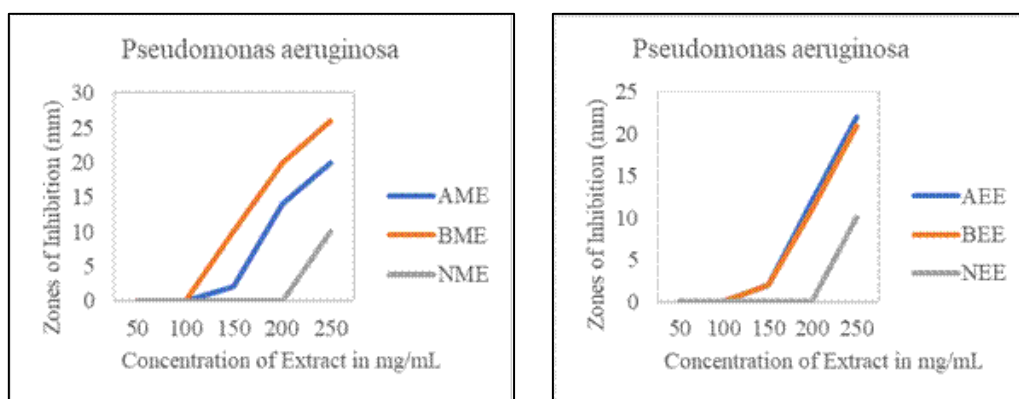 Pseudomonas aeruginosa
Zones of Inhibition (mm)
30
25
20
15
10
5
0
50 100 150 200 250
Concentration of Extract in mg/mL
AME
BME
NME
Pseudomonas aeruginosa
Zones of Inhibition (mm)
25
20
15
10
5
0
50 100 150 200 250
Concentration of Extract in mg/mL
AEE
BEE
NEE